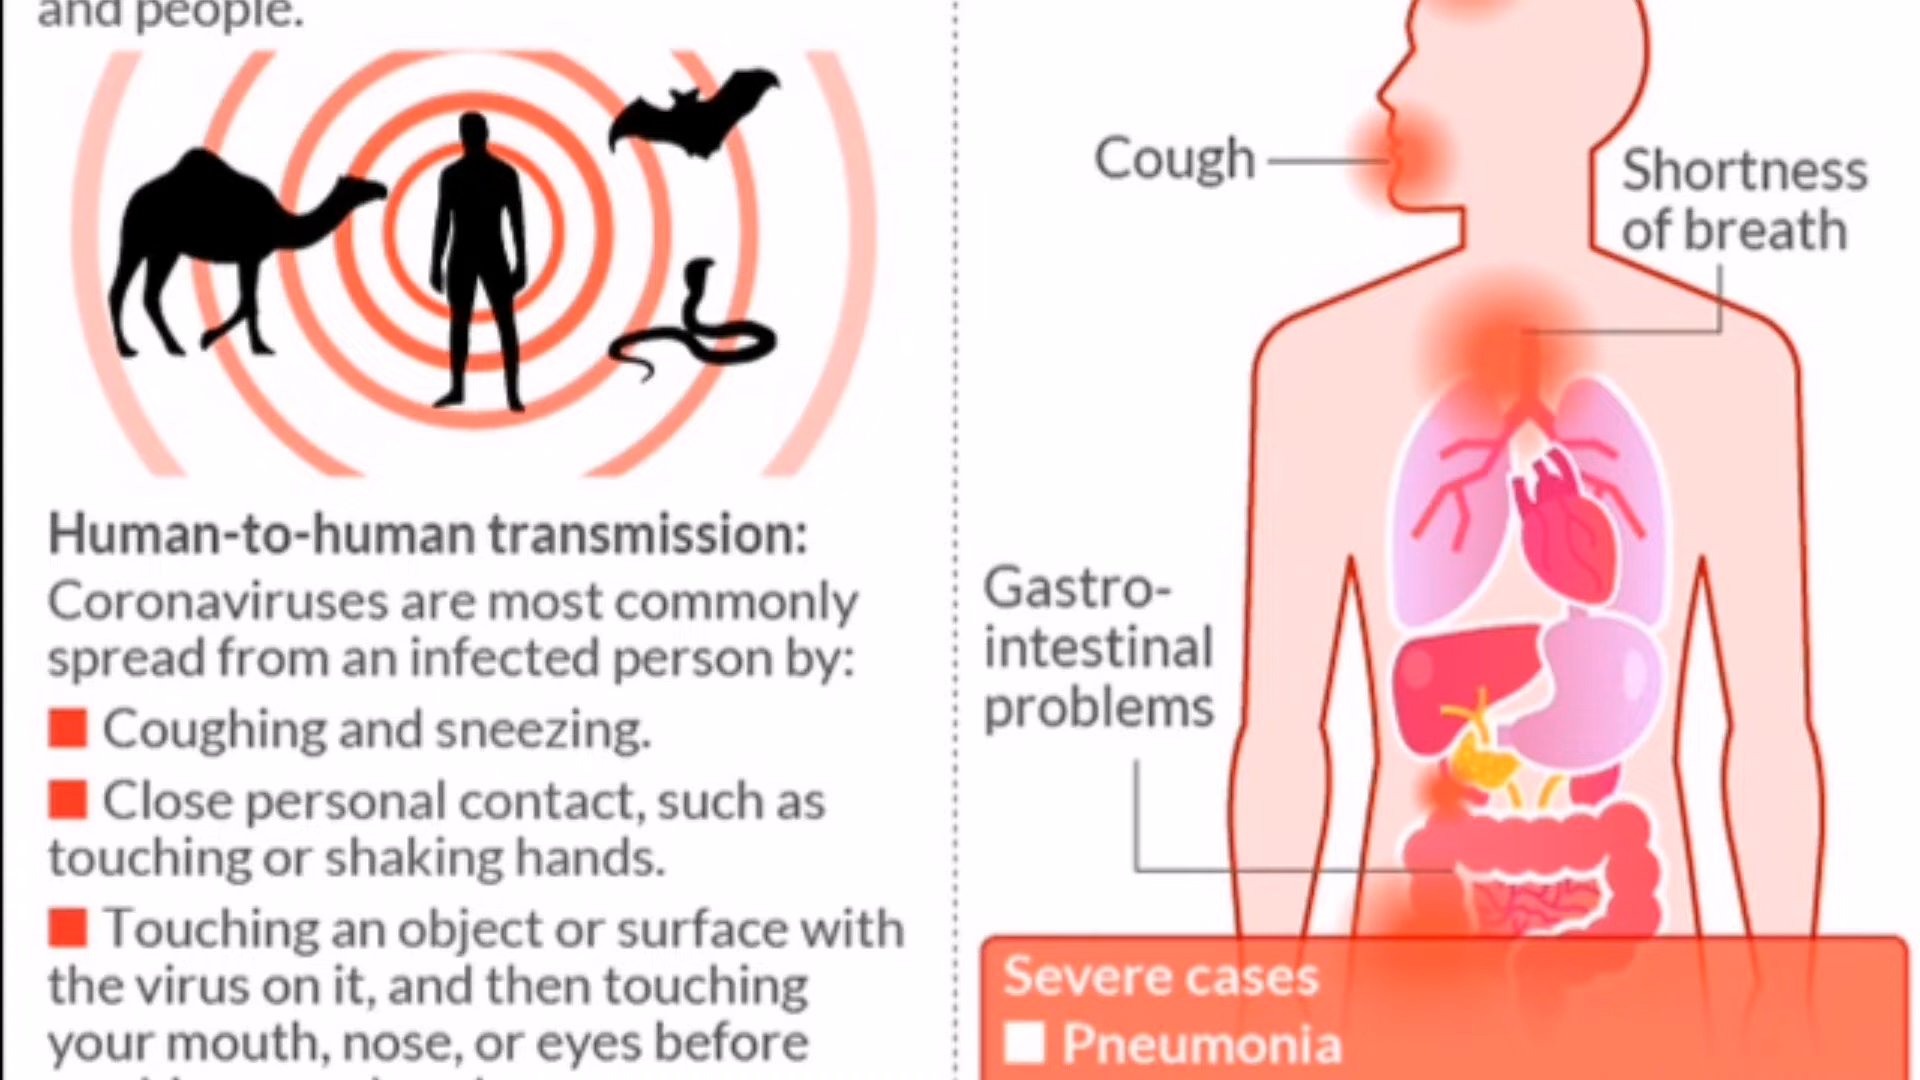 and people.
Human-to-human transmission:
Coronaviruses are most commonly
spread from an infected person by:
Coughing and sneezing.
Close personal contact, such as
touching or shaking hands.
Touching an object or surface with
the virus on it, and then touching
your mouth, nose, or eyes before
Cough
Shortness
of breath
Gastro-
intestinal
problems
Severe cases
Pneumonia